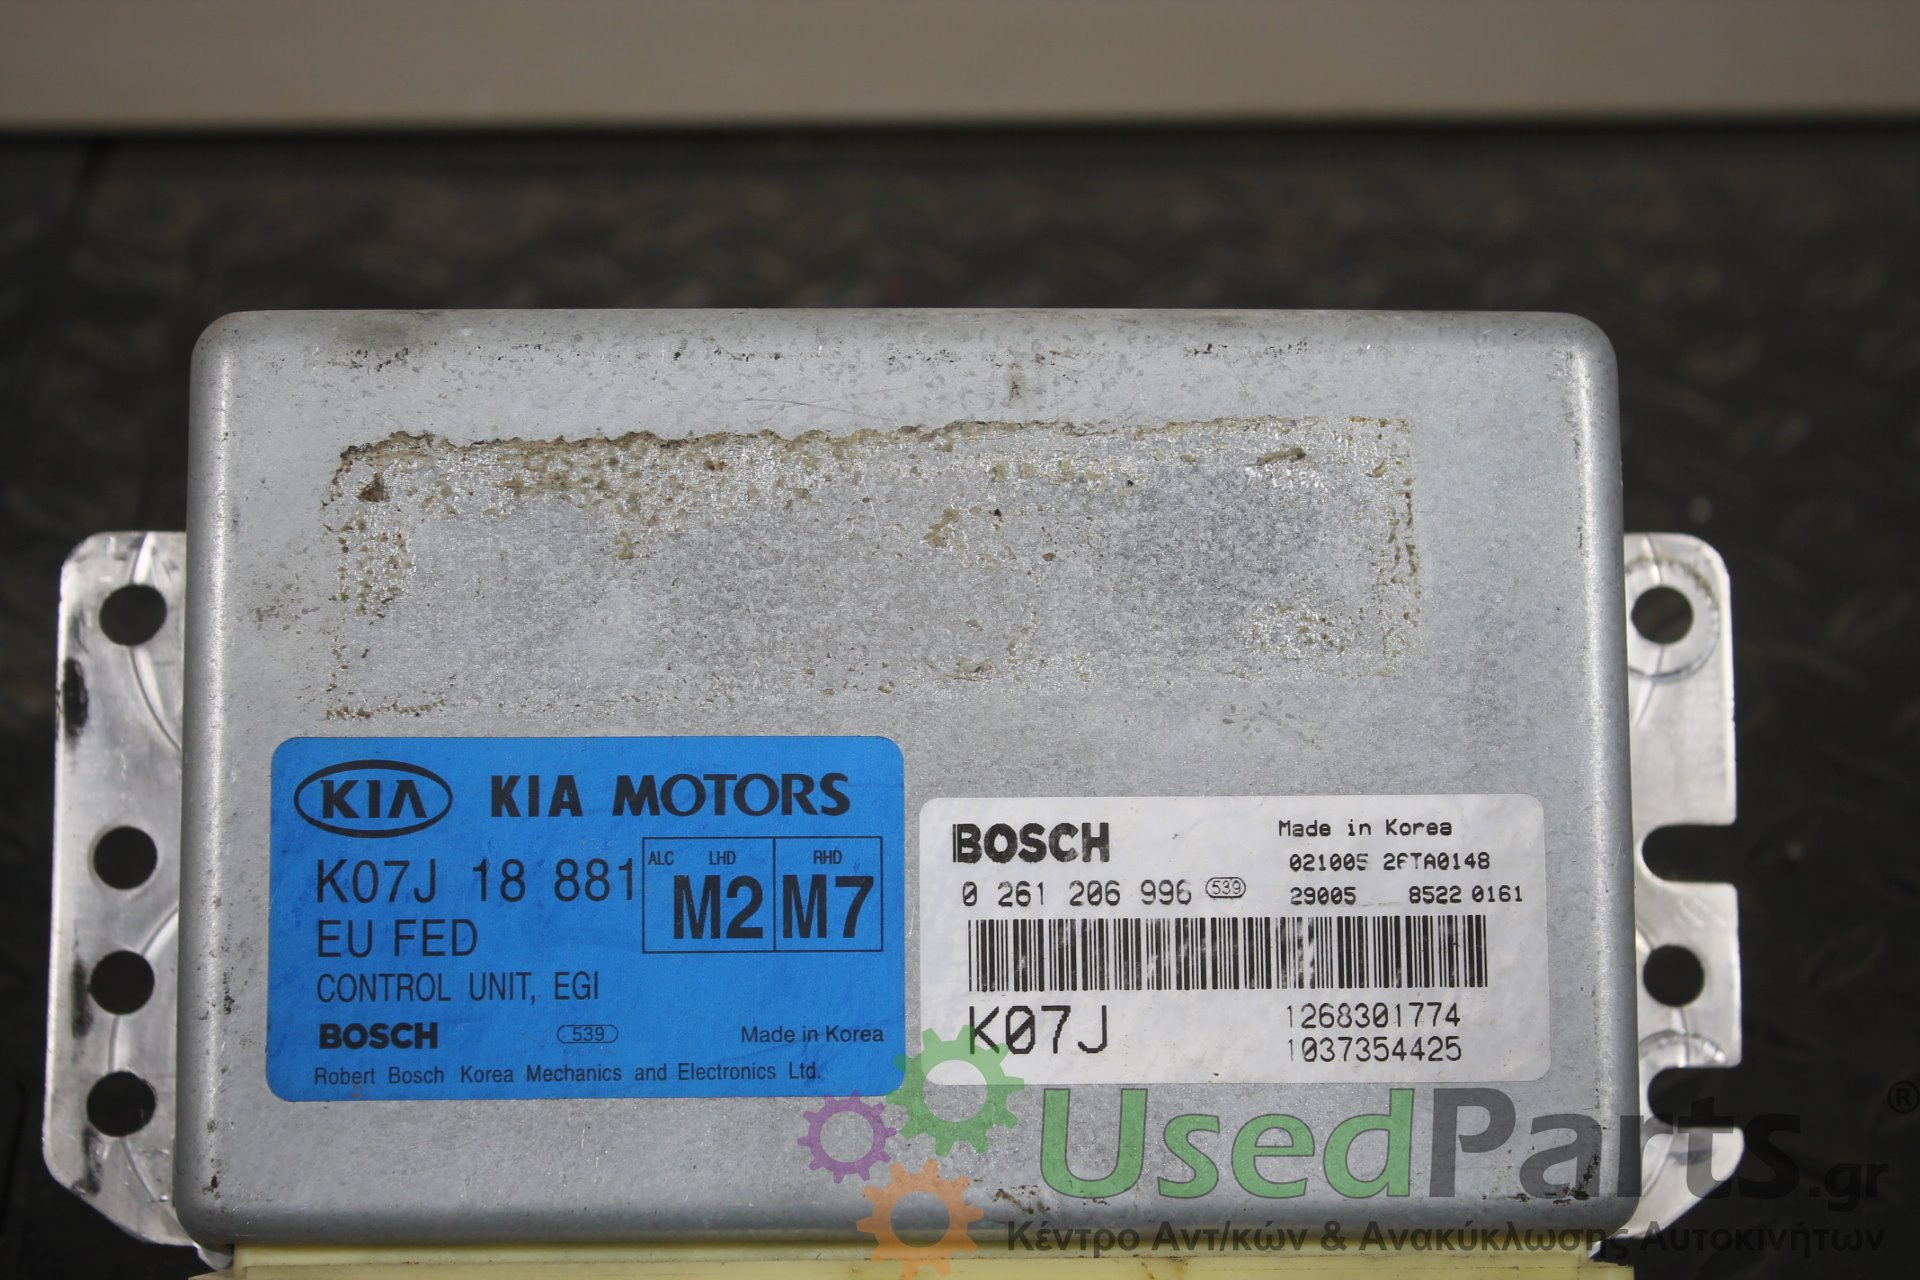 KIA KIA MOTORS
K07J 18 881
ALC LHD RHD
M2 M7
EU FED
CONTROL UNIT, EGI
BOSCH 539 Made in Korea
Robert Bosch Korea Mechanics and Electronics Ltd.
BOSCH Made in Korea
021005 26TA0148
0 261 206 996 539 29005 8522 0161
K07J 1268301774
1037354425
UsedParts.gr ®
Κέντρο Αντ/κών & Ανακύκλωσης Αυτοκινήτων